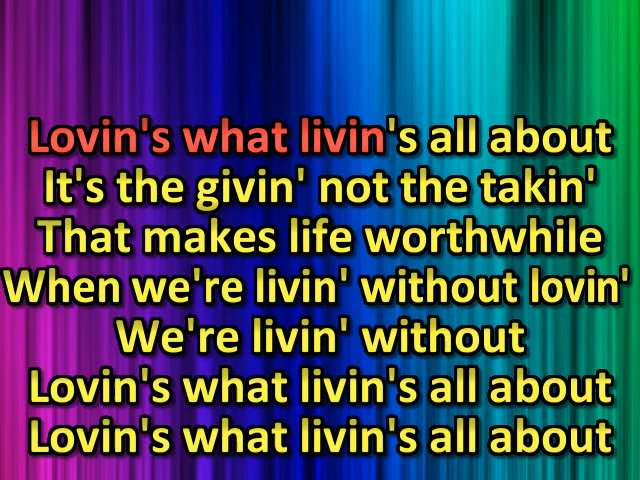 Lovin's what livin's all about
It's the givin' not the takin'
That makes life worthwhile
When we're livin' without lovin'
We're livin' without
Lovin's what livin's all about
Lovin's what livin's all about